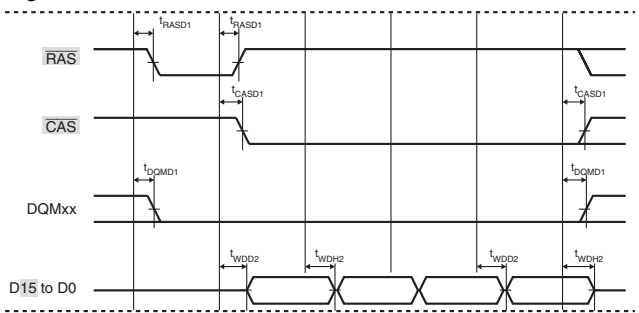 tRASD1 tRASD1
RAS
tCASD1 tCASD1
CAS
tDQMD1 tDQMD1
DQMxx
tWDD2 tWDH2 tWDD2 tWDH2
D15 to D0